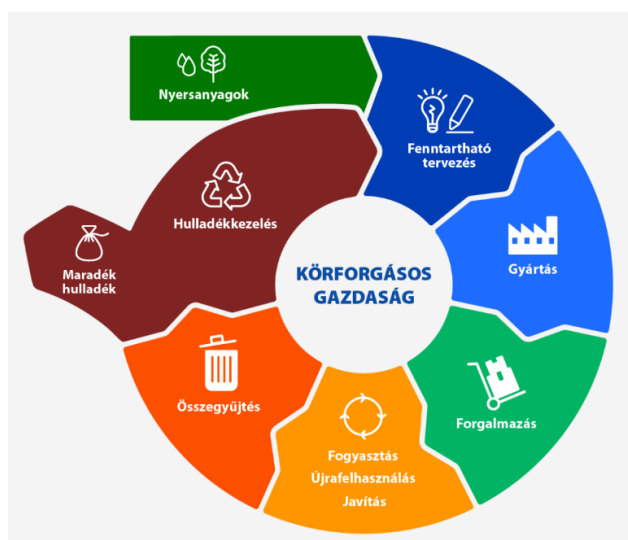 Nyersanyagok
Fenntartható
tervezés
Gyártás
Forgalmazás
Fogyasztás
Újrafelhasználás
Javítás
Összegyűjtés
Hulladékkezelés
Maradék
hulladék
KÖRFORGÁSOS
GAZDASÁG